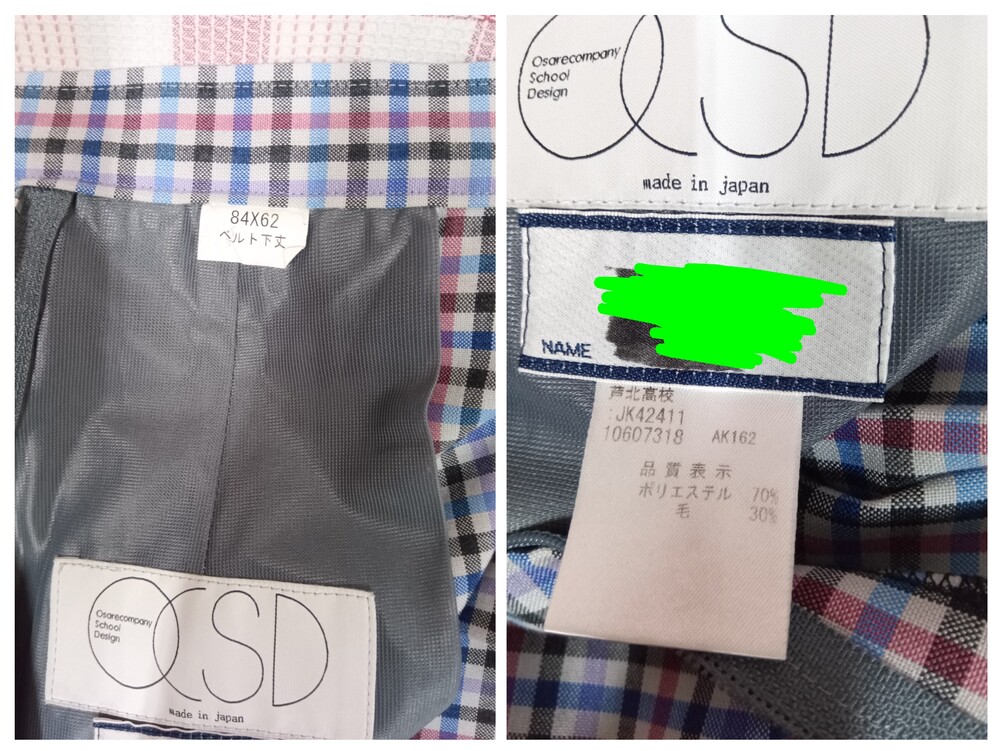 84X62
ベルト下丈
Osarecompany
School
Design
OCSD
made in japan
Osarecompany
School
Design
OCSD
made in japan
NAME
芦北高校
:JK42411
10607318 AK162
品質表示
ポリエステル 70%
毛 30%